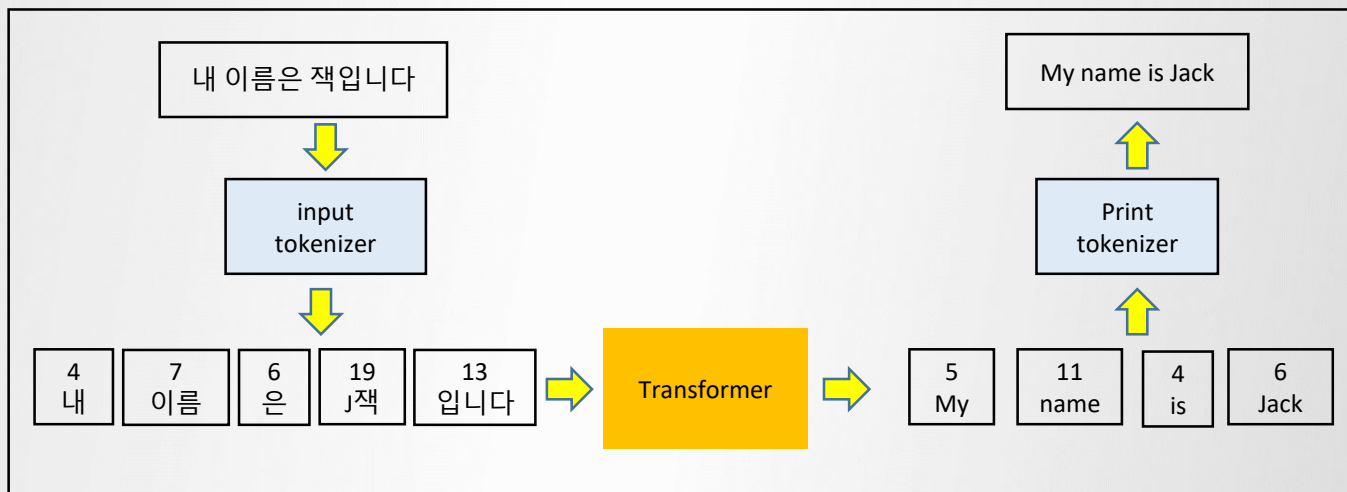 내 이름은 잭입니다
My name is Jack
input
tokenizer
Print
tokenizer
4
내
7
이름
6
은
19
J잭
13
입니다
Transformer
5
My
11
name
4
is
6
Jack